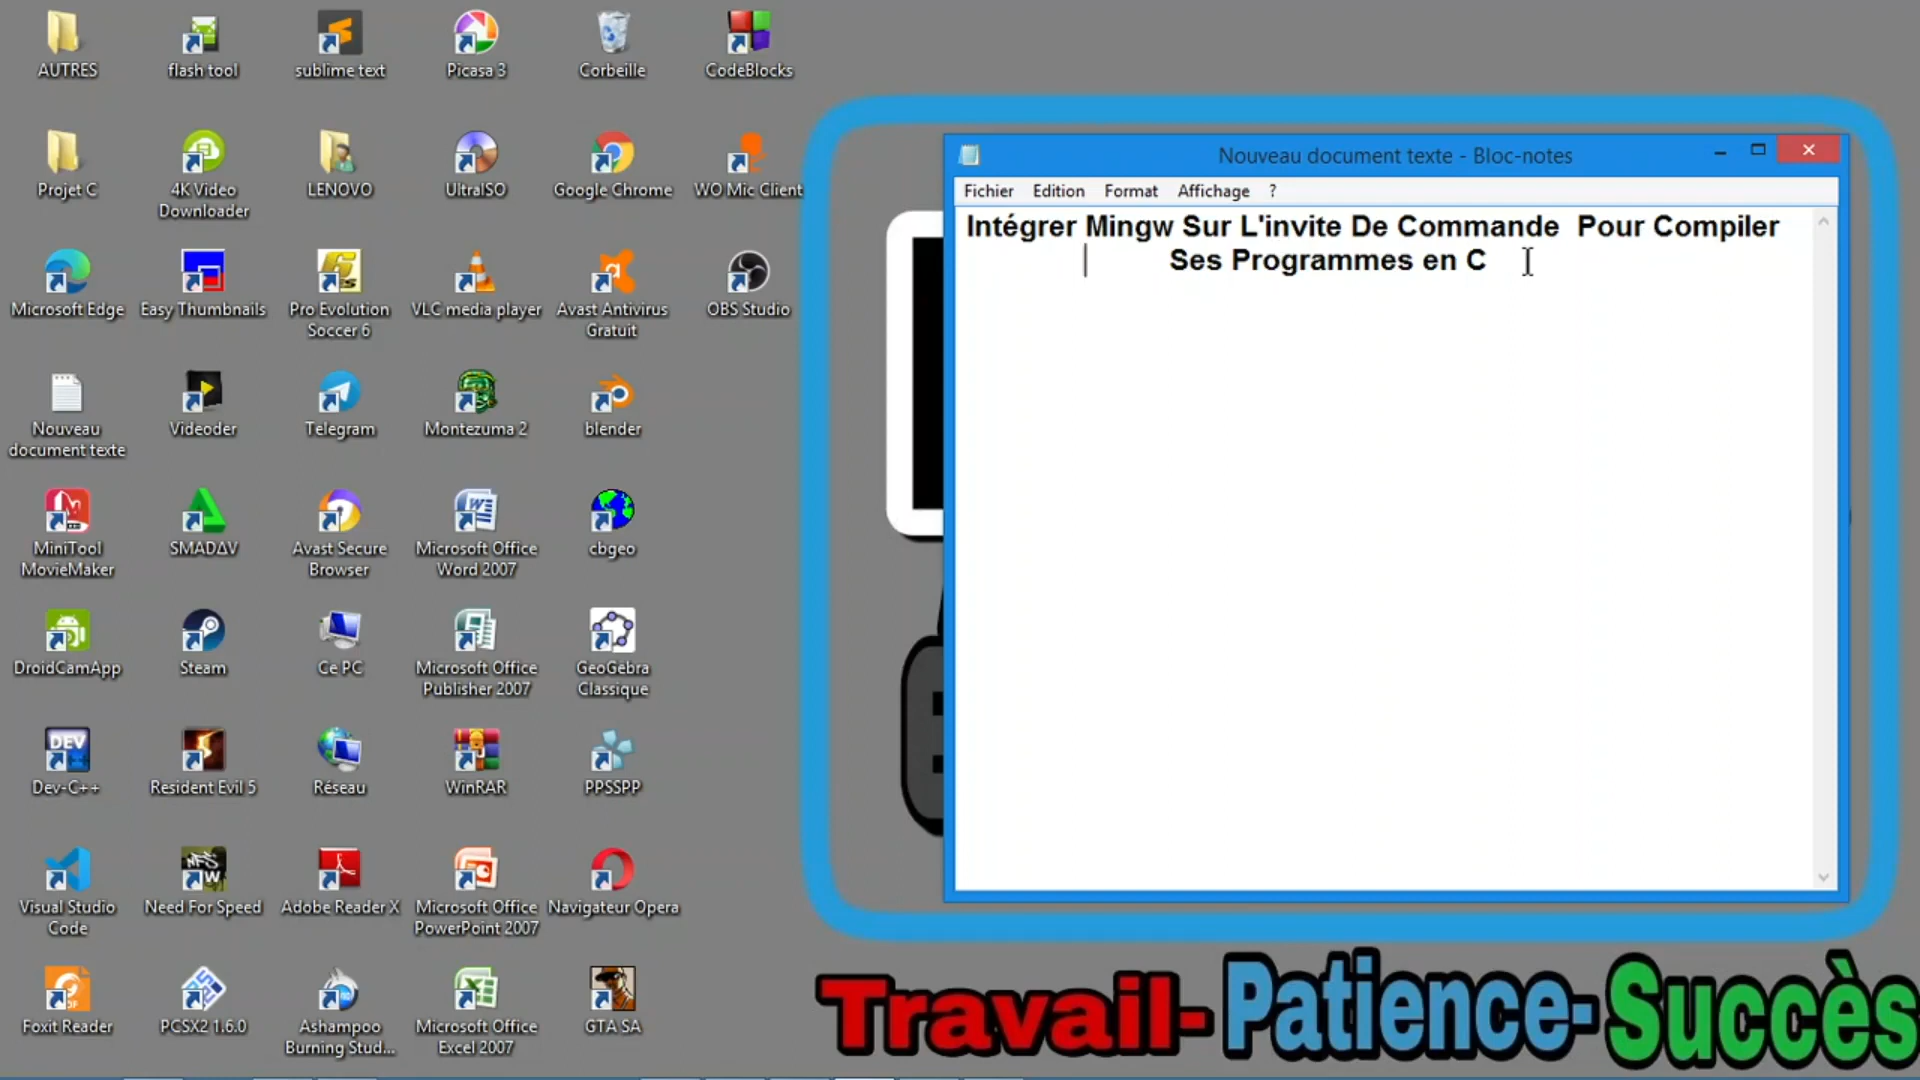 AUTRES
flash tool
sublime text
Picasa 3
Corbeille
CodeBlocks
Projet C
4K Video
Downloader
LENOVO
UltraISO
Google Chrome
WO Mic Client
Microsoft Edge
Easy Thumbnails
Pro Evolution
Soccer 6
VLC media player
Avast Antivirus
Gratuit
OBS Studio
Nouveau
document texte
Videoder
Telegram
Montezuma 2
blender
MiniTool
MovieMaker
SMADΔV
Avast Secure
Browser
Microsoft Office
Word 2007
cbgeo
DroidCamApp
Steam
Ce PC
Microsoft Office
Publisher 2007
GeoGebra
Classique
DEV
Dev-C++
Resident Evil 5
Réseau
WinRAR
PPSSPP
Visual Studio
Code
Need For Speed
Adobe Reader X
Microsoft Office
PowerPoint 2007
Navigateur Opera
Foxit Reader
PCSX2 1.6.0
Ashampoo
Burning Stud...
Microsoft Office
Excel 2007
GTA SA
Nouveau document texte - Bloc-notes
Fichier Edition Format Affichage ?
Intégrer Mingw Sur L'invite De Commande Pour Compiler
Ses Programmes en C
Travail-Patience-Succès